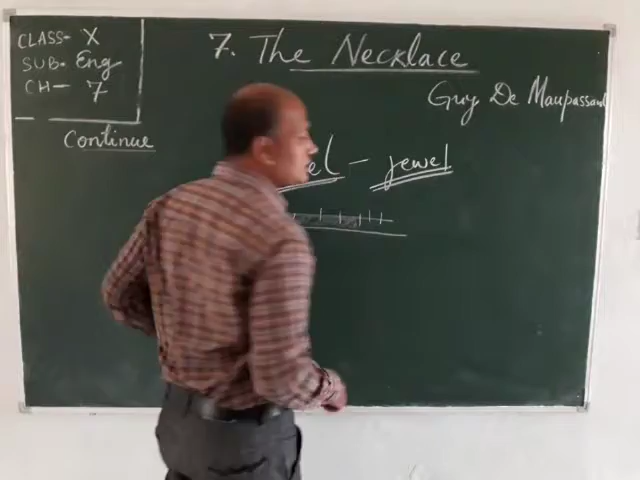 CLASS- X
SUB- Eng
CH- 7
7. The Necklace
Guy De Maupassant
Continue
- jewel